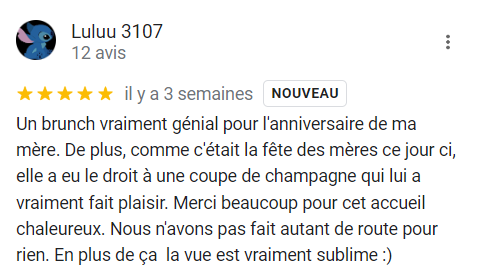 Luluu 3107
12 avis
il y a 3 semaines NOUVEAU
Un brunch vraiment génial pour l'anniversaire de ma
mère. De plus, comme c'était la fête des mères ce jour ci,
elle a eu le droit à une coupe de champagne qui lui a
vraiment fait plaisir. Merci beaucoup pour cet accueil
chaleureux. Nous n'avons pas fait autant de route pour
rien. En plus de ça  la vue est vraiment sublime :)